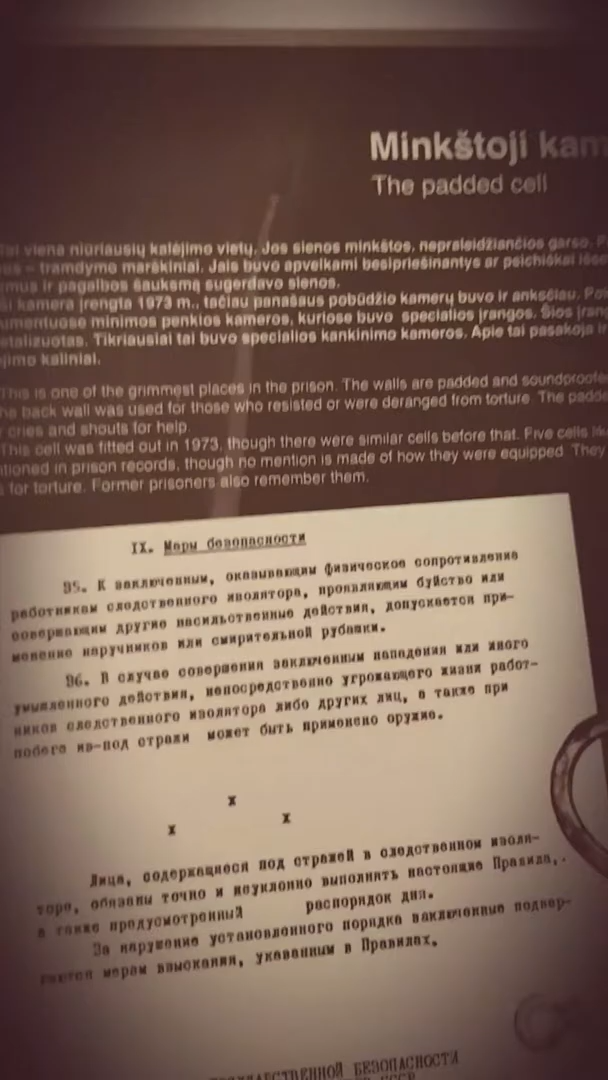 Minkštoji kam
The padded cell
Tai viena niūriausių kalėjimo vietų. Jos sienos minkštos, nepraleidžiančios garso.
– tramdymo marškiniai. Jais buvo apvelkami besipriešinantys ar psichiškai
ir pagalbos šauksmą sugerdavo sienos.
Ši kamera įrengta 1973 m., tačiau panašaus pobūdžio kamerų buvo ir anksčiau.
minimos penkios kameros, kuriose buvo specialios įrangos. Šios
Tikriausiai tai buvo specialios kankinimo kameros. Apie tai pasakoja
kaliniai.
This is one of the grimmest places in the prison. The walls are padded and soundproofe
he back wall was used for those who resisted or were deranged from torture. The padde
cries and shouts for help.
This cell was fitted out in 1973, though there were similar cells before that. Five cells
tioned in prison records, though no mention is made of how they were equipped. They
for torture. Former prisoners also remember them.
IX. Меры безопасности
95. К заключенным, оказывающим физическое сопротивление
работникам следственного изолятора, проявляющим буйство или
совершающим другие насильственные действия, допускается при-
менение наручников или смирительной рубашки.
96. В случае совершения заключенным нападения или иного
умышленного действия, непосредственно угрожающего жизни работ-
ников следственного изолятора либо других лиц, а также при
побеге из-под стражи может быть применено оружие.
х
х х
Лица, содержащиеся под стражей в следственном изоля-
торе, обязаны точно и неуклонно выполнять настоящие Правила,
а также предусмотренный распорядок дня.
За нарушение установленного порядка заключенные подвер-
гаются мерам взыскания, указанным в Правилах.
БЕЗОПАСНОСТИ